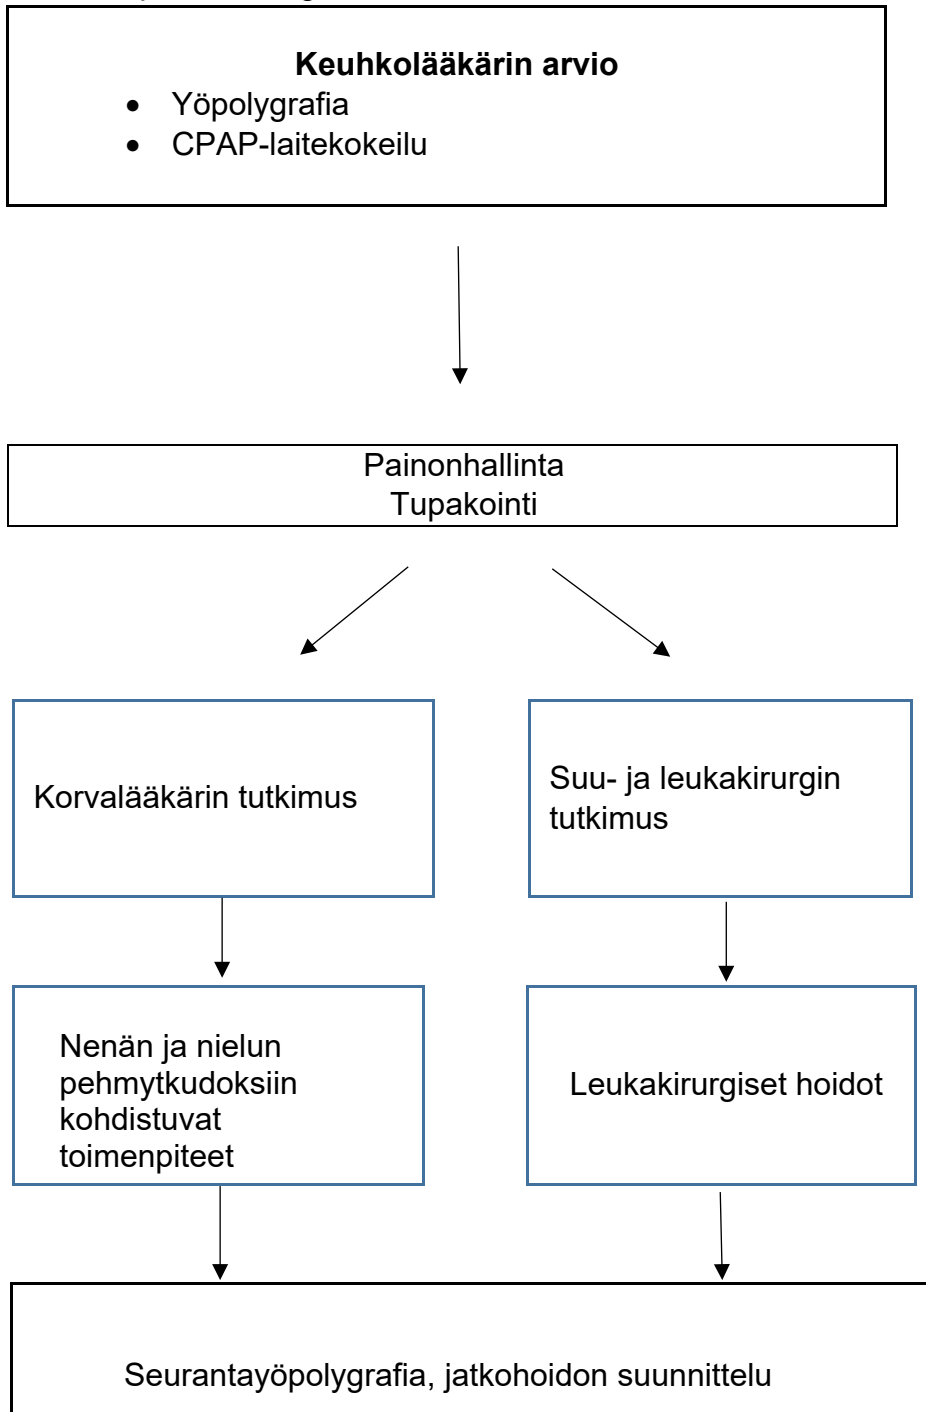 Keuhkolääkärin arvio
• Yöpolygrafia
• CPAP-laitekokeilu
Painonhallinta
Tupakointi
Korvalääkärin tutkimus
Suu- ja leukakirurgin
tutkimus
Nenän ja nielun
pehmytkudoksiin
kohdistuvat
toimenpiteet
Leukakirurgiset hoidot
Seurantayöpolygrafia, jatkohoidon suunnittelu